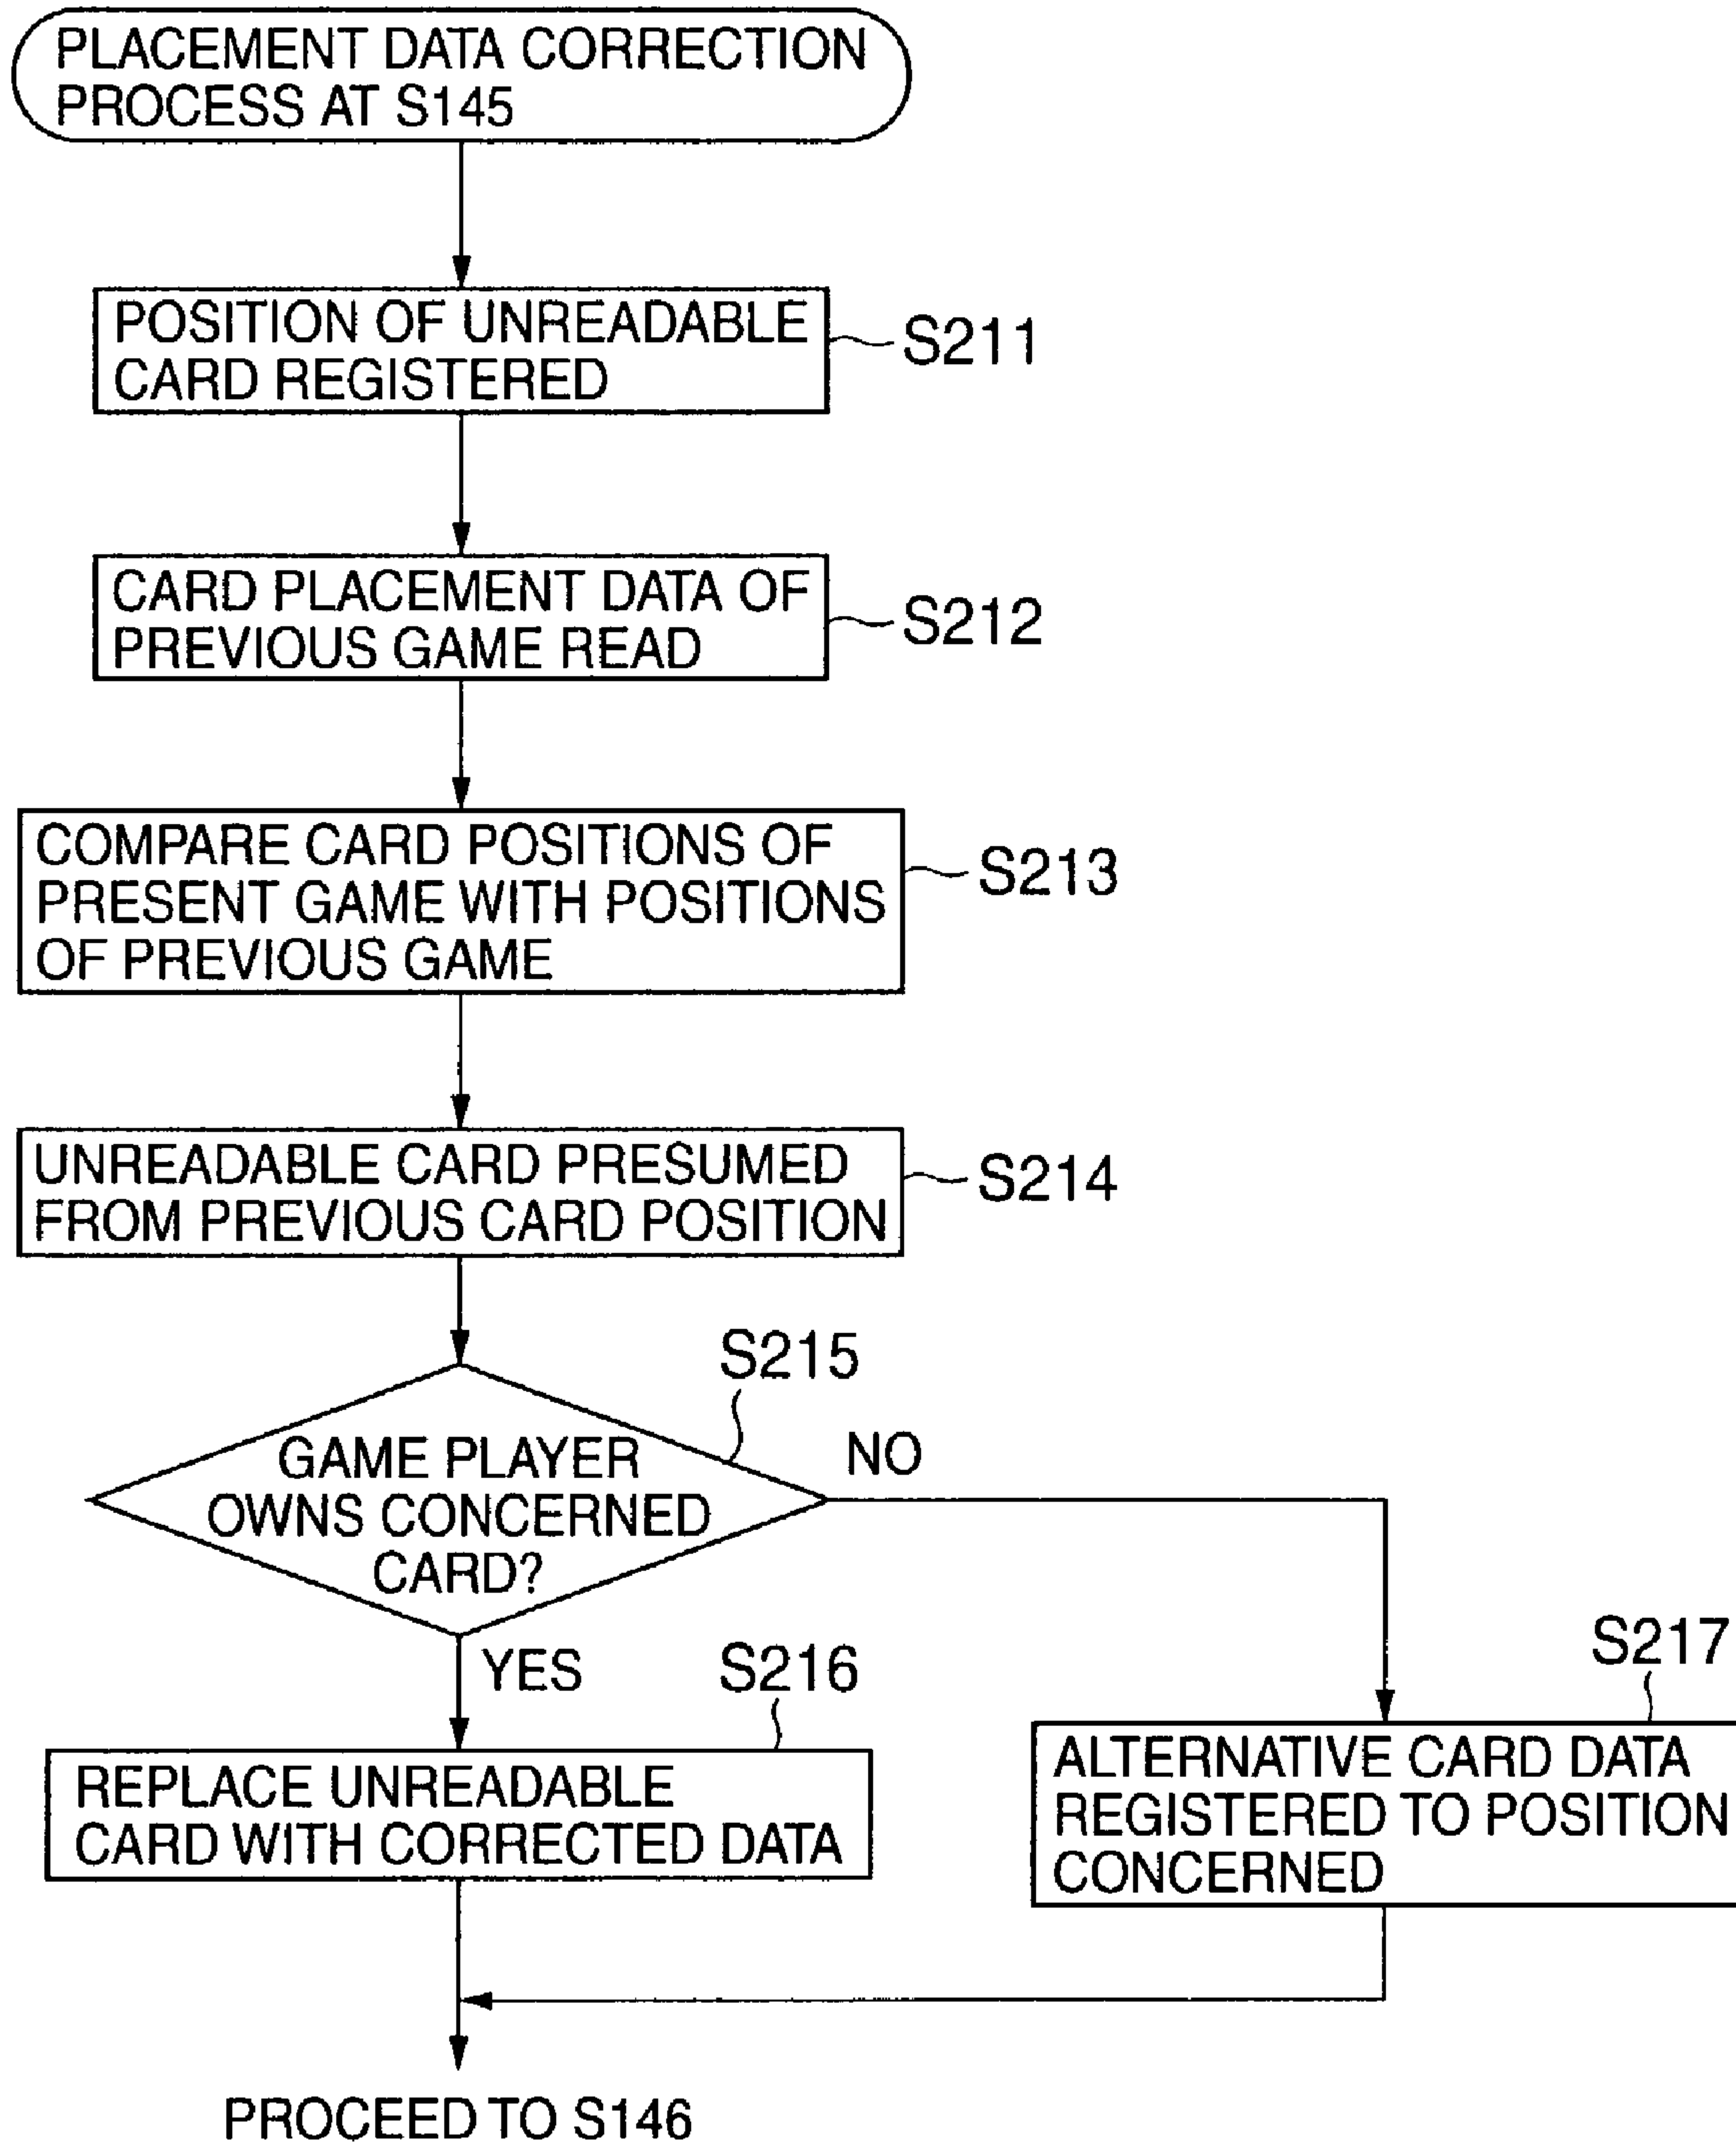 PLACEMENT DATA CORRECTION
PROCESS AT S145
POSITION OF UNREADABLE
CARD REGISTERED
S211
CARD PLACEMENT DATA OF
PREVIOUS GAME READ
S212
COMPARE CARD POSITIONS OF
PRESENT GAME WITH POSITIONS
OF PREVIOUS GAME
S213
UNREADABLE CARD PRESUMED
FROM PREVIOUS CARD POSITION
S214
S215
GAME PLAYER
OWNS CONCERNED
CARD?
NO
YES
S216
REPLACE UNREADABLE
CARD WITH CORRECTED DATA
S217
ALTERNATIVE CARD DATA
REGISTERED TO POSITION
CONCERNED
PROCEED TO S146